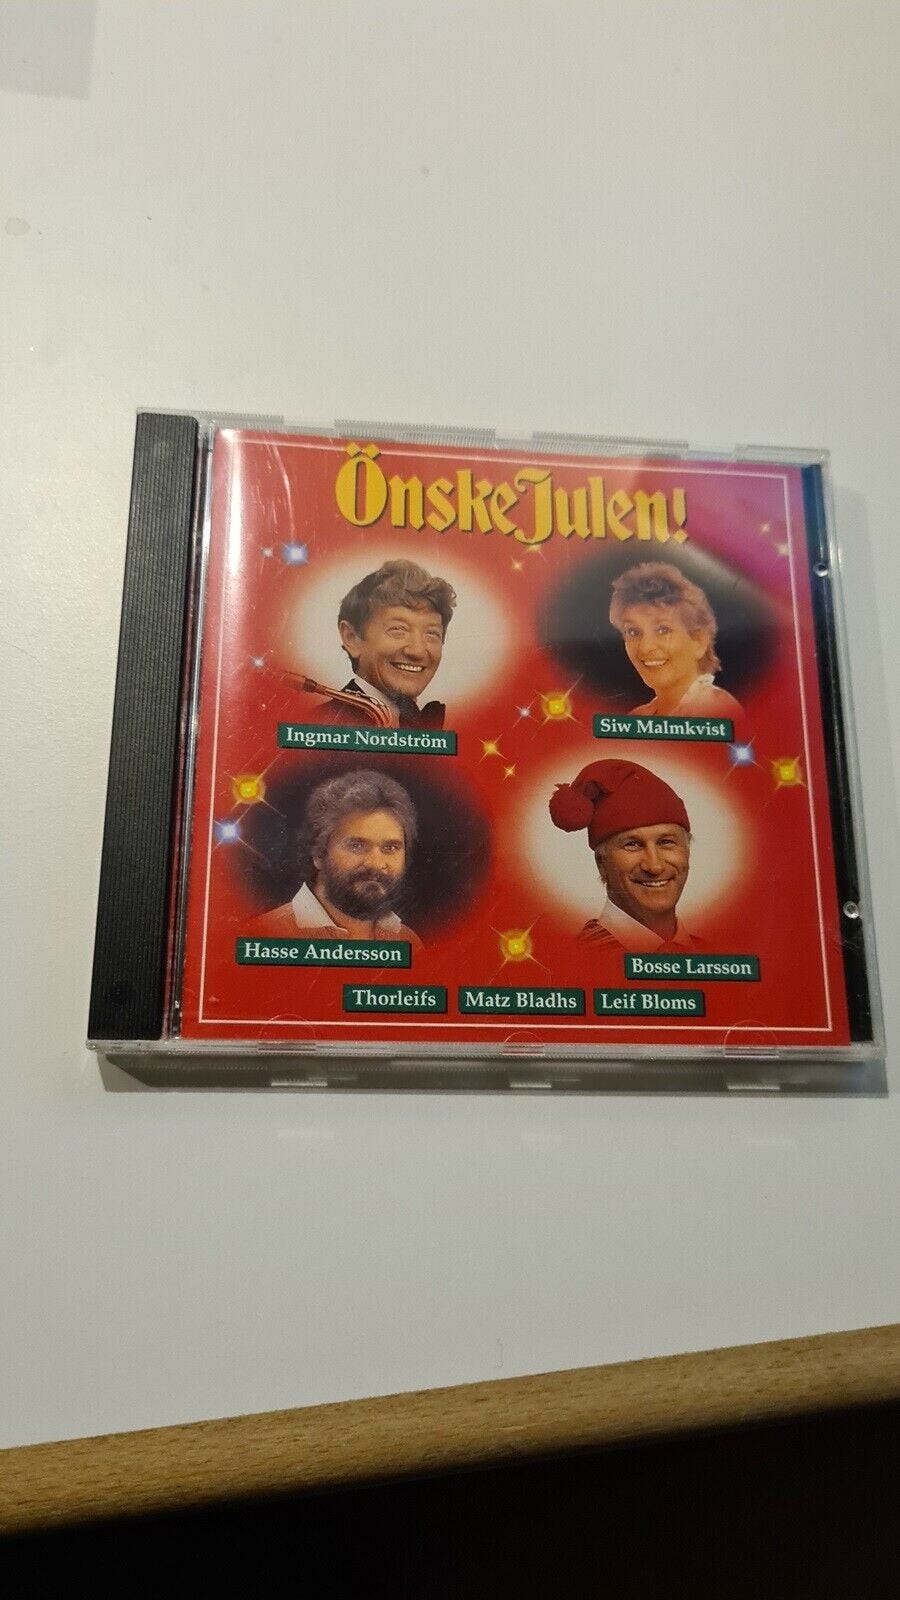 ÖnskeJulen!
Ingmar Nordström
Siw Malmkvist
Hasse Andersson
Bosse Larsson
Thorleifs Matz Bladhs Leif Bloms